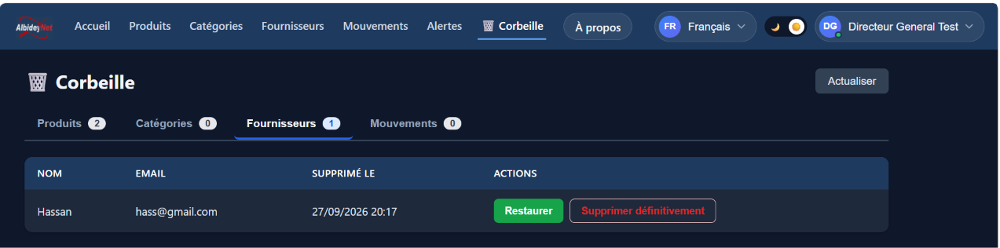 AlbideyNet Accueil Produits Catégories Fournisseurs Mouvements Alertes Corbeille À propos FR Français DG Directeur General Test
Corbeille Actualiser
Produits 2 Catégories 0 Fournisseurs 1 Mouvements 0
NOM EMAIL SUPPRIMÉ LE ACTIONS
Hassan hass@gmail.com 27/09/2026 20:17 Restaurer Supprimer définitivement